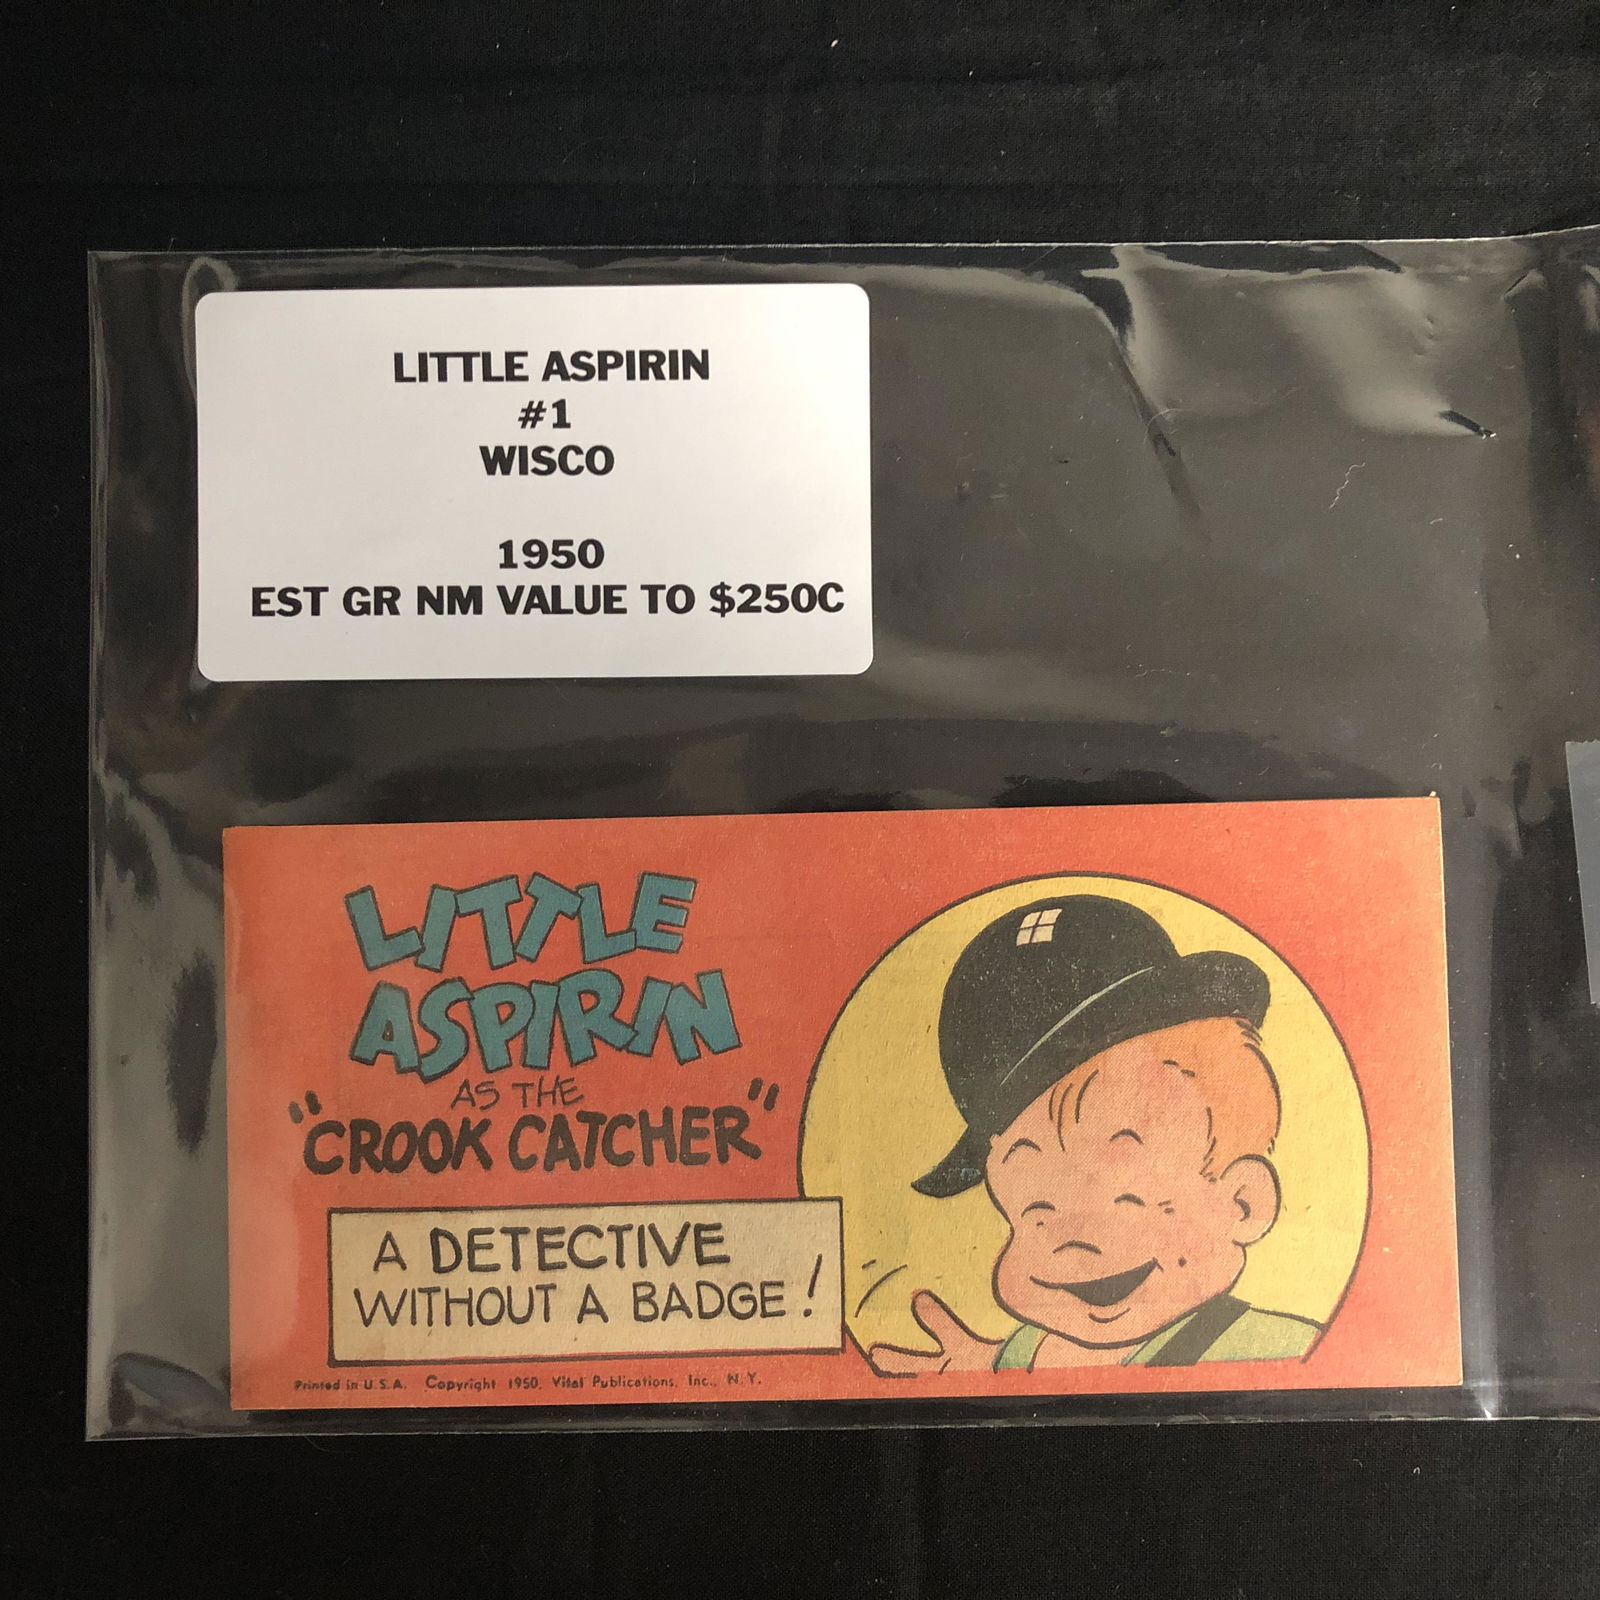 LITTLE ASPIRIN
#1
WISCO
1950
EST GR NM VALUE TO $250C
LITTLE
ASPIRIN
AS THE
"CROOK CATCHER"
A DETECTIVE
WITHOUT A BADGE!
Printed in U.S.A. Copyright 1950, Vital Publications, Inc., N.Y.